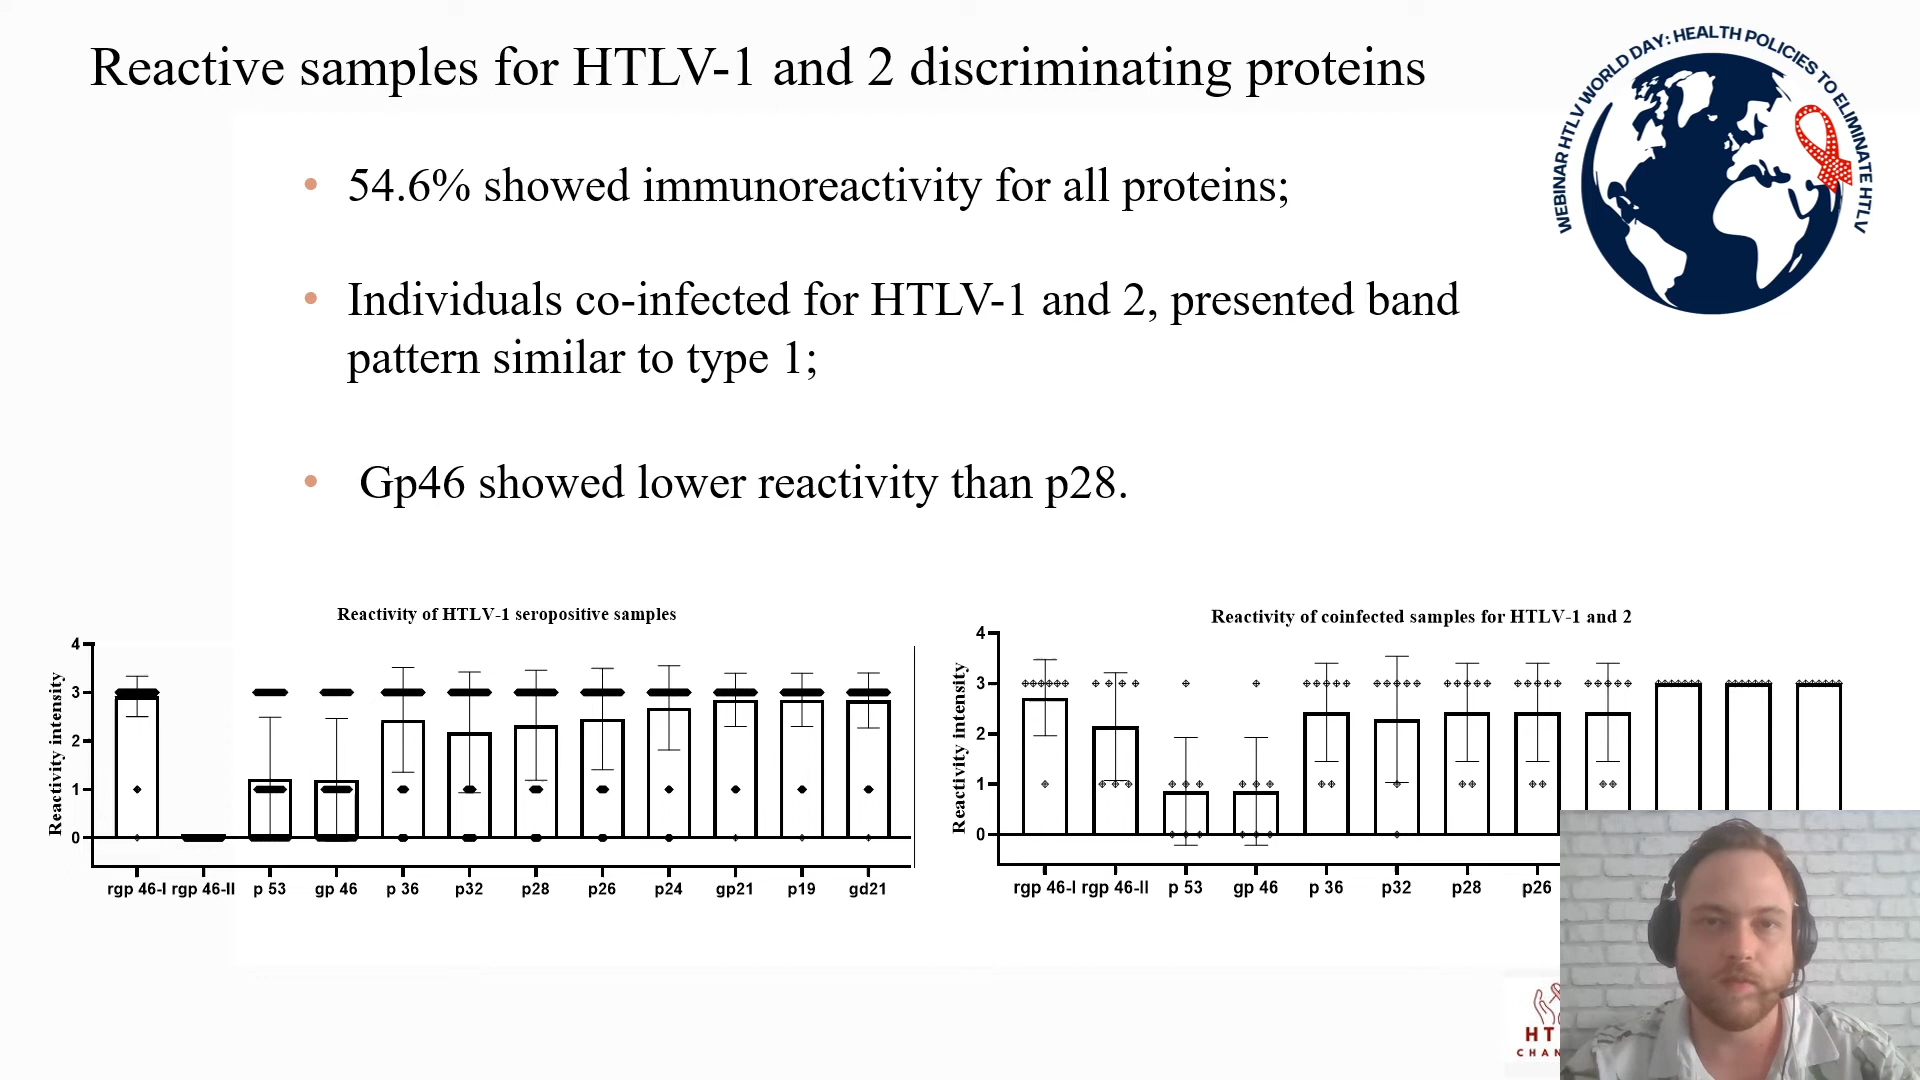 Reactive samples for HTLV-1 and 2 discriminating proteins
WEBINAR HTLV WORLD DAY: HEALTH POLICIES TO ELIMINATE HTLV
• 54.6% showed immunoreactivity for all proteins;
• Individuals co-infected for HTLV-1 and 2, presented band
pattern similar to type 1;
• Gp46 showed lower reactivity than p28.
Reactivity of HTLV-1 seropositive samples
Reactivity intensity
4
3
2
1
0
rgp 46-I rgp 46-II p 53 gp 46 p 36 p32 p28 p26 p24 gp21 p19 gd21
Reactivity of coinfected samples for HTLV-1 and 2
Reactivity intensity
4
3
2
1
0
rgp 46-I rgp 46-II p 53 gp 46 p 36 p32 p28 p26